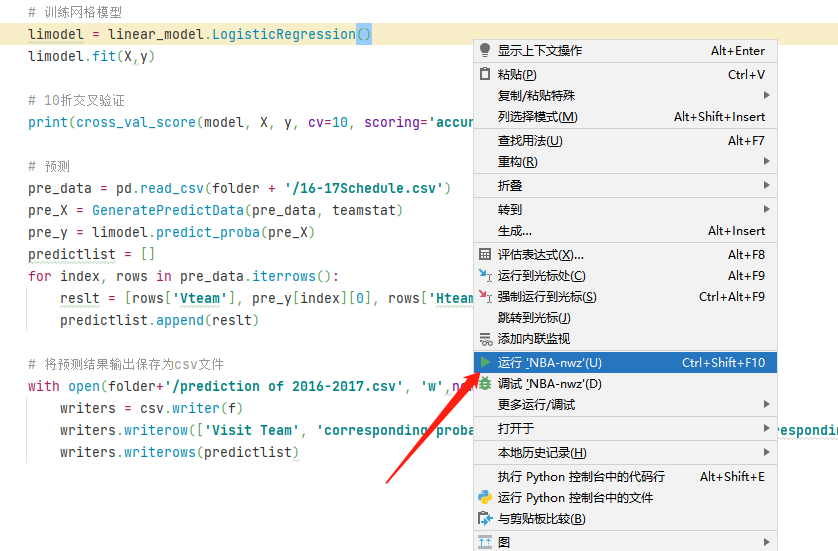 # 训练网格模型
limodel = linear_model.LogisticRegression()
limodel.fit(X,y)
# 10折交叉验证
print(cross_val_score(model, X, y, cv=10, scoring='accur
# 预测
pre_data = pd.read_csv(folder + '/16-17Schedule.csv')
pre_X = GeneratePredictData(pre_data, teamstat)
pre_y = limodel.predict_proba(pre_X)
predictlist = []
for index, rows in pre_data.iterrows():
reslt = [rows['Vteam'], pre_y[index][0], rows['Hteam
predictlist.append(reslt)
# 将预测结果输出保存为csv文件
with open(folder+'/prediction of 2016-2017.csv', 'w',ne
writers = csv.writer(f)
writers.writerow(['Visit Team', 'corresponding proba
respondin
writers.writerows(predictlist)
显示上下文操作 Alt+Enter
粘贴(P) Ctrl+V
复制/粘贴特殊
列选择模式(M) Alt+Shift+Insert
查找用法(U) Alt+F7
重构(R)
折叠
转到
生成... Alt+Insert
评估表达式(X)... Alt+F8
运行到光标处(C) Alt+F9
强制运行到光标(S) Ctrl+Alt+F9
跳转到光标(J)
添加内联监视
运行 'NBA-nwz'(U) Ctrl+Shift+F10
调试 'NBA-nwz'(D)
更多运行/调试
打开于
本地历史记录(H)
执行 Python 控制台中的代码行 Alt+Shift+E
运行 Python 控制台中的文件
与剪贴板比较(B)
图